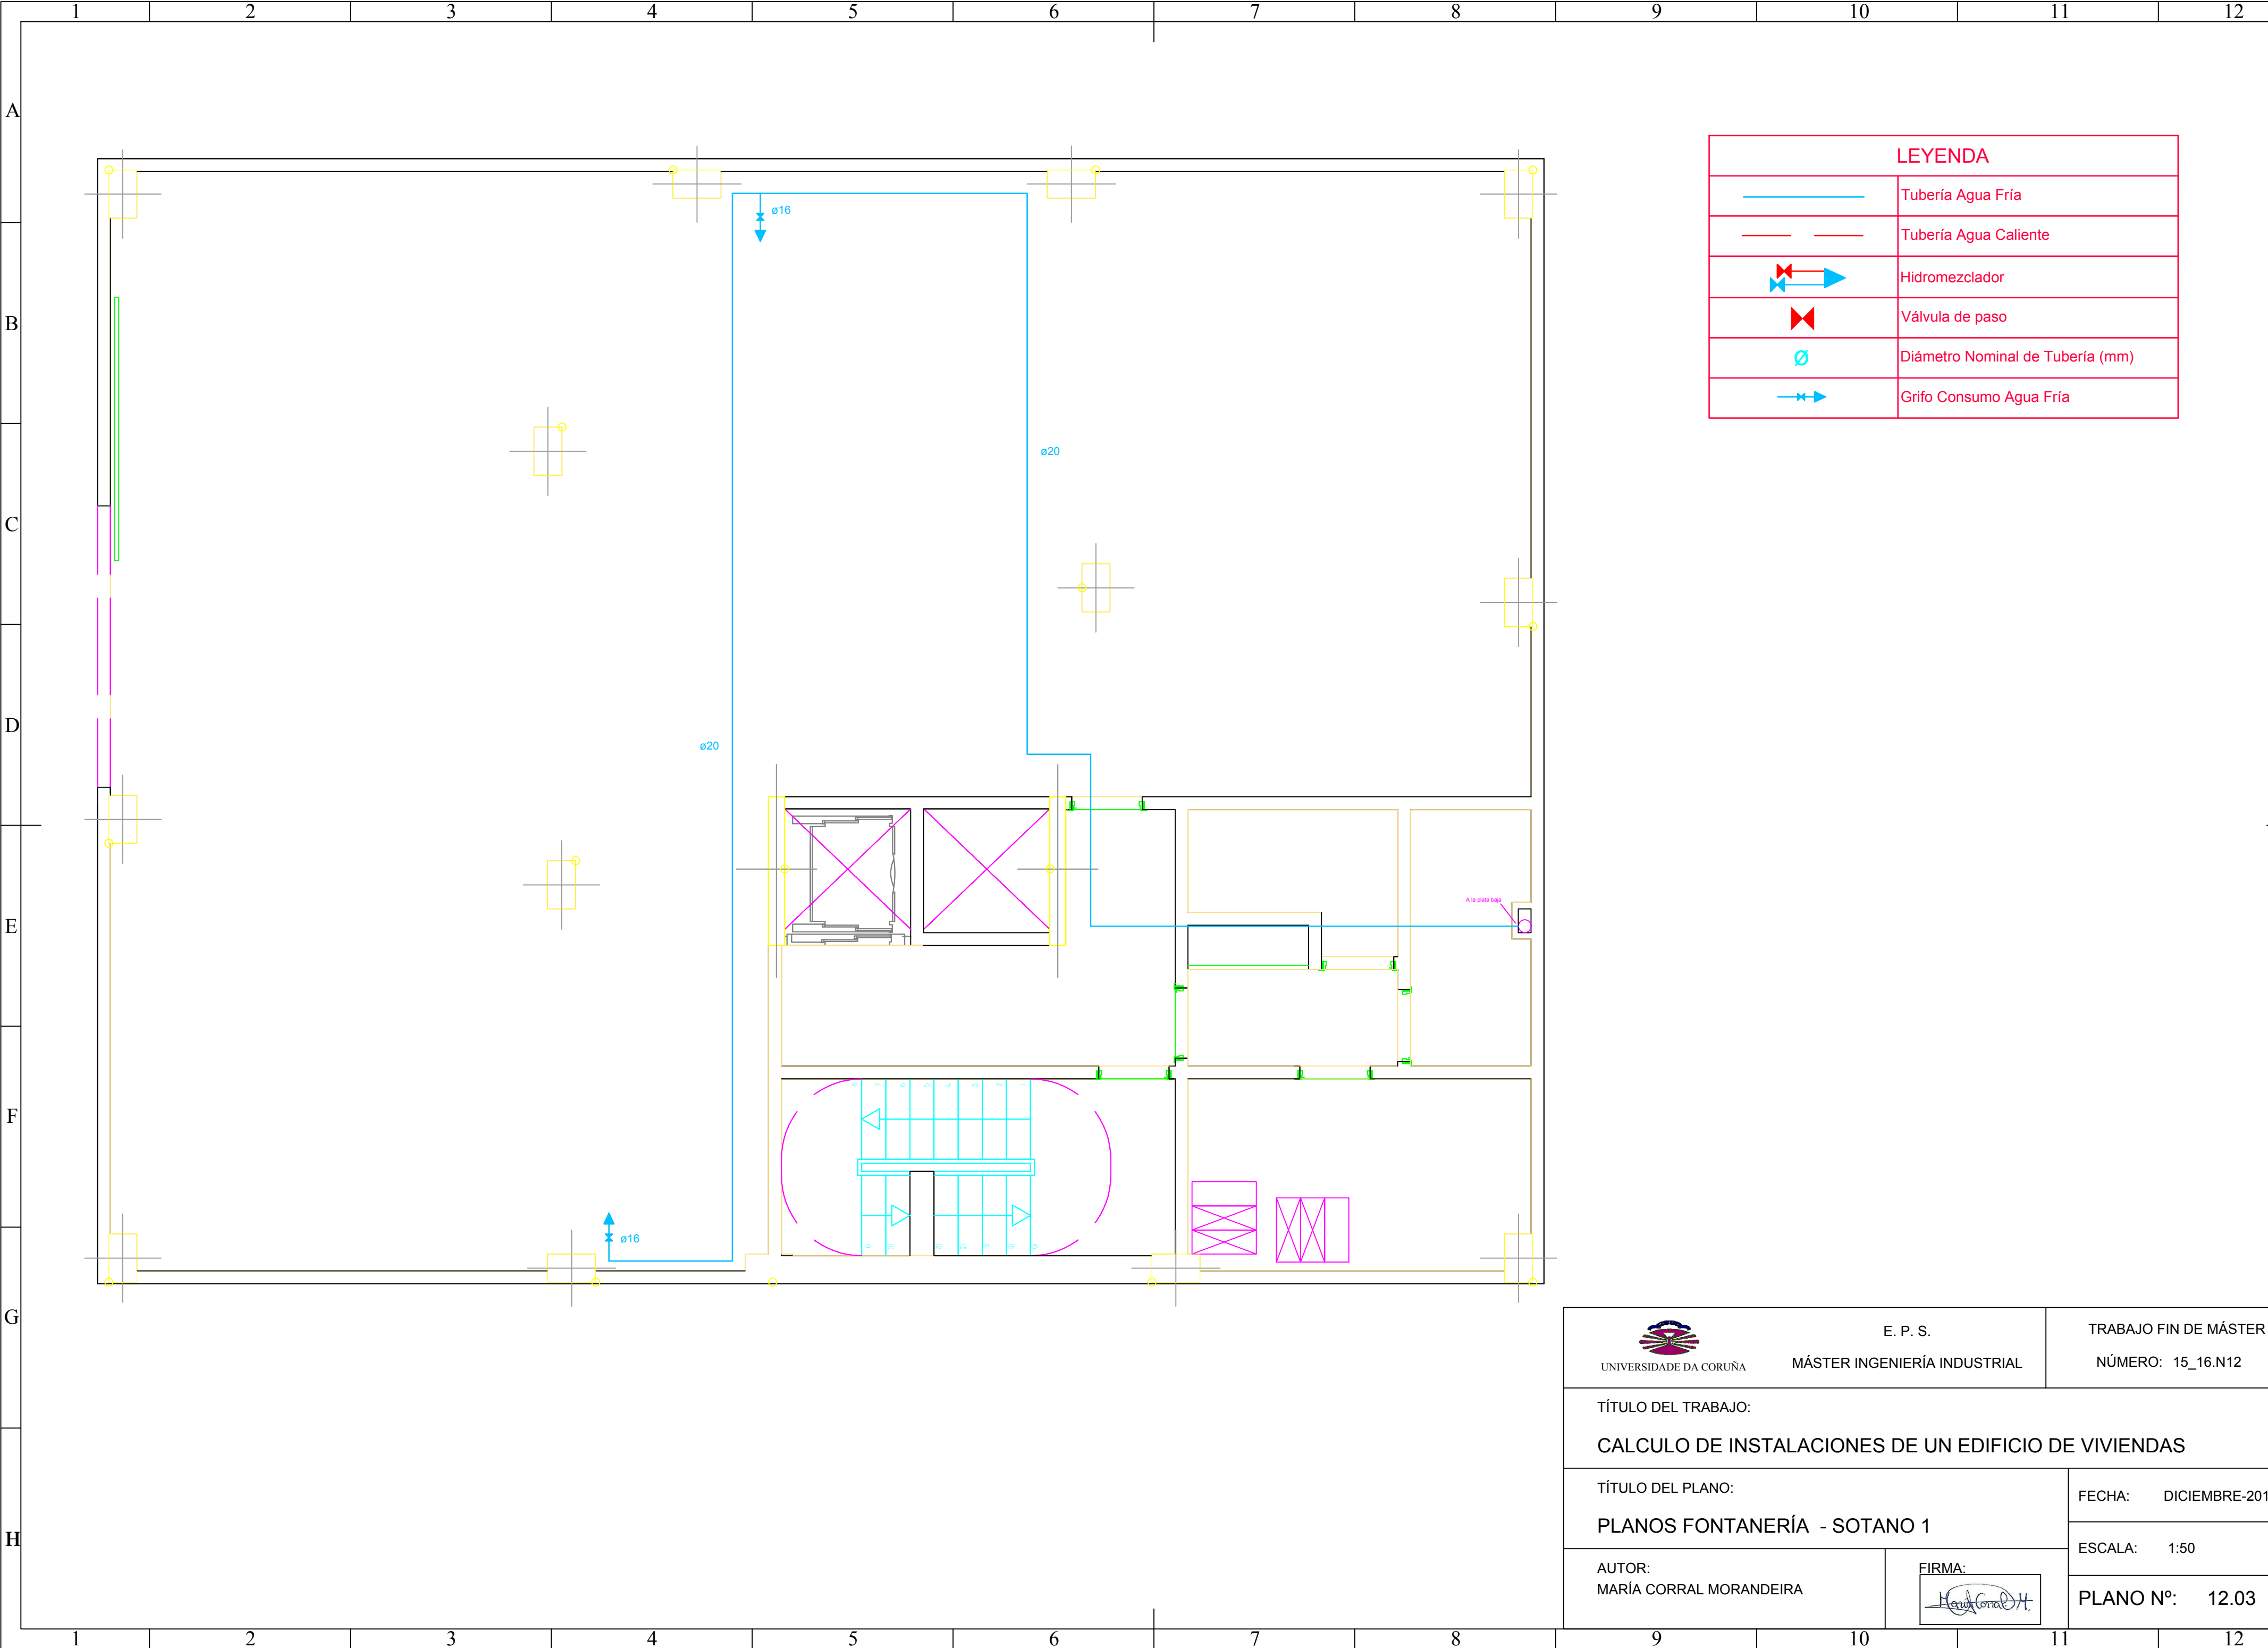 1 2 3 4 5 6 7 8 9 10 11 12
A
B
C
D
E
F
G
H
LEYENDA
Tubería Agua Fría
Tubería Agua Caliente
Hidromezclador
Válvula de paso
Ø Diámetro Nominal de Tubería (mm)
Grifo Consumo Agua Fría
ø16
ø20
ø20
A la plata baja
ø16
UNIVERSIDADE DA CORUÑA
E. P. S.
MÁSTER INGENIERÍA INDUSTRIAL
TRABAJO FIN DE MÁSTER
NÚMERO: 15_16.N12
TÍTULO DEL TRABAJO:
CALCULO DE INSTALACIONES DE UN EDIFICIO DE VIVIENDAS
TÍTULO DEL PLANO:
PLANOS FONTANERÍA - SOTANO 1
FECHA: DICIEMBRE-201
ESCALA: 1:50
AUTOR:
MARÍA CORRAL MORANDEIRA
FIRMA:
PLANO Nº: 12.03
1 2 3 4 5 6 7 8 9 10 11 12